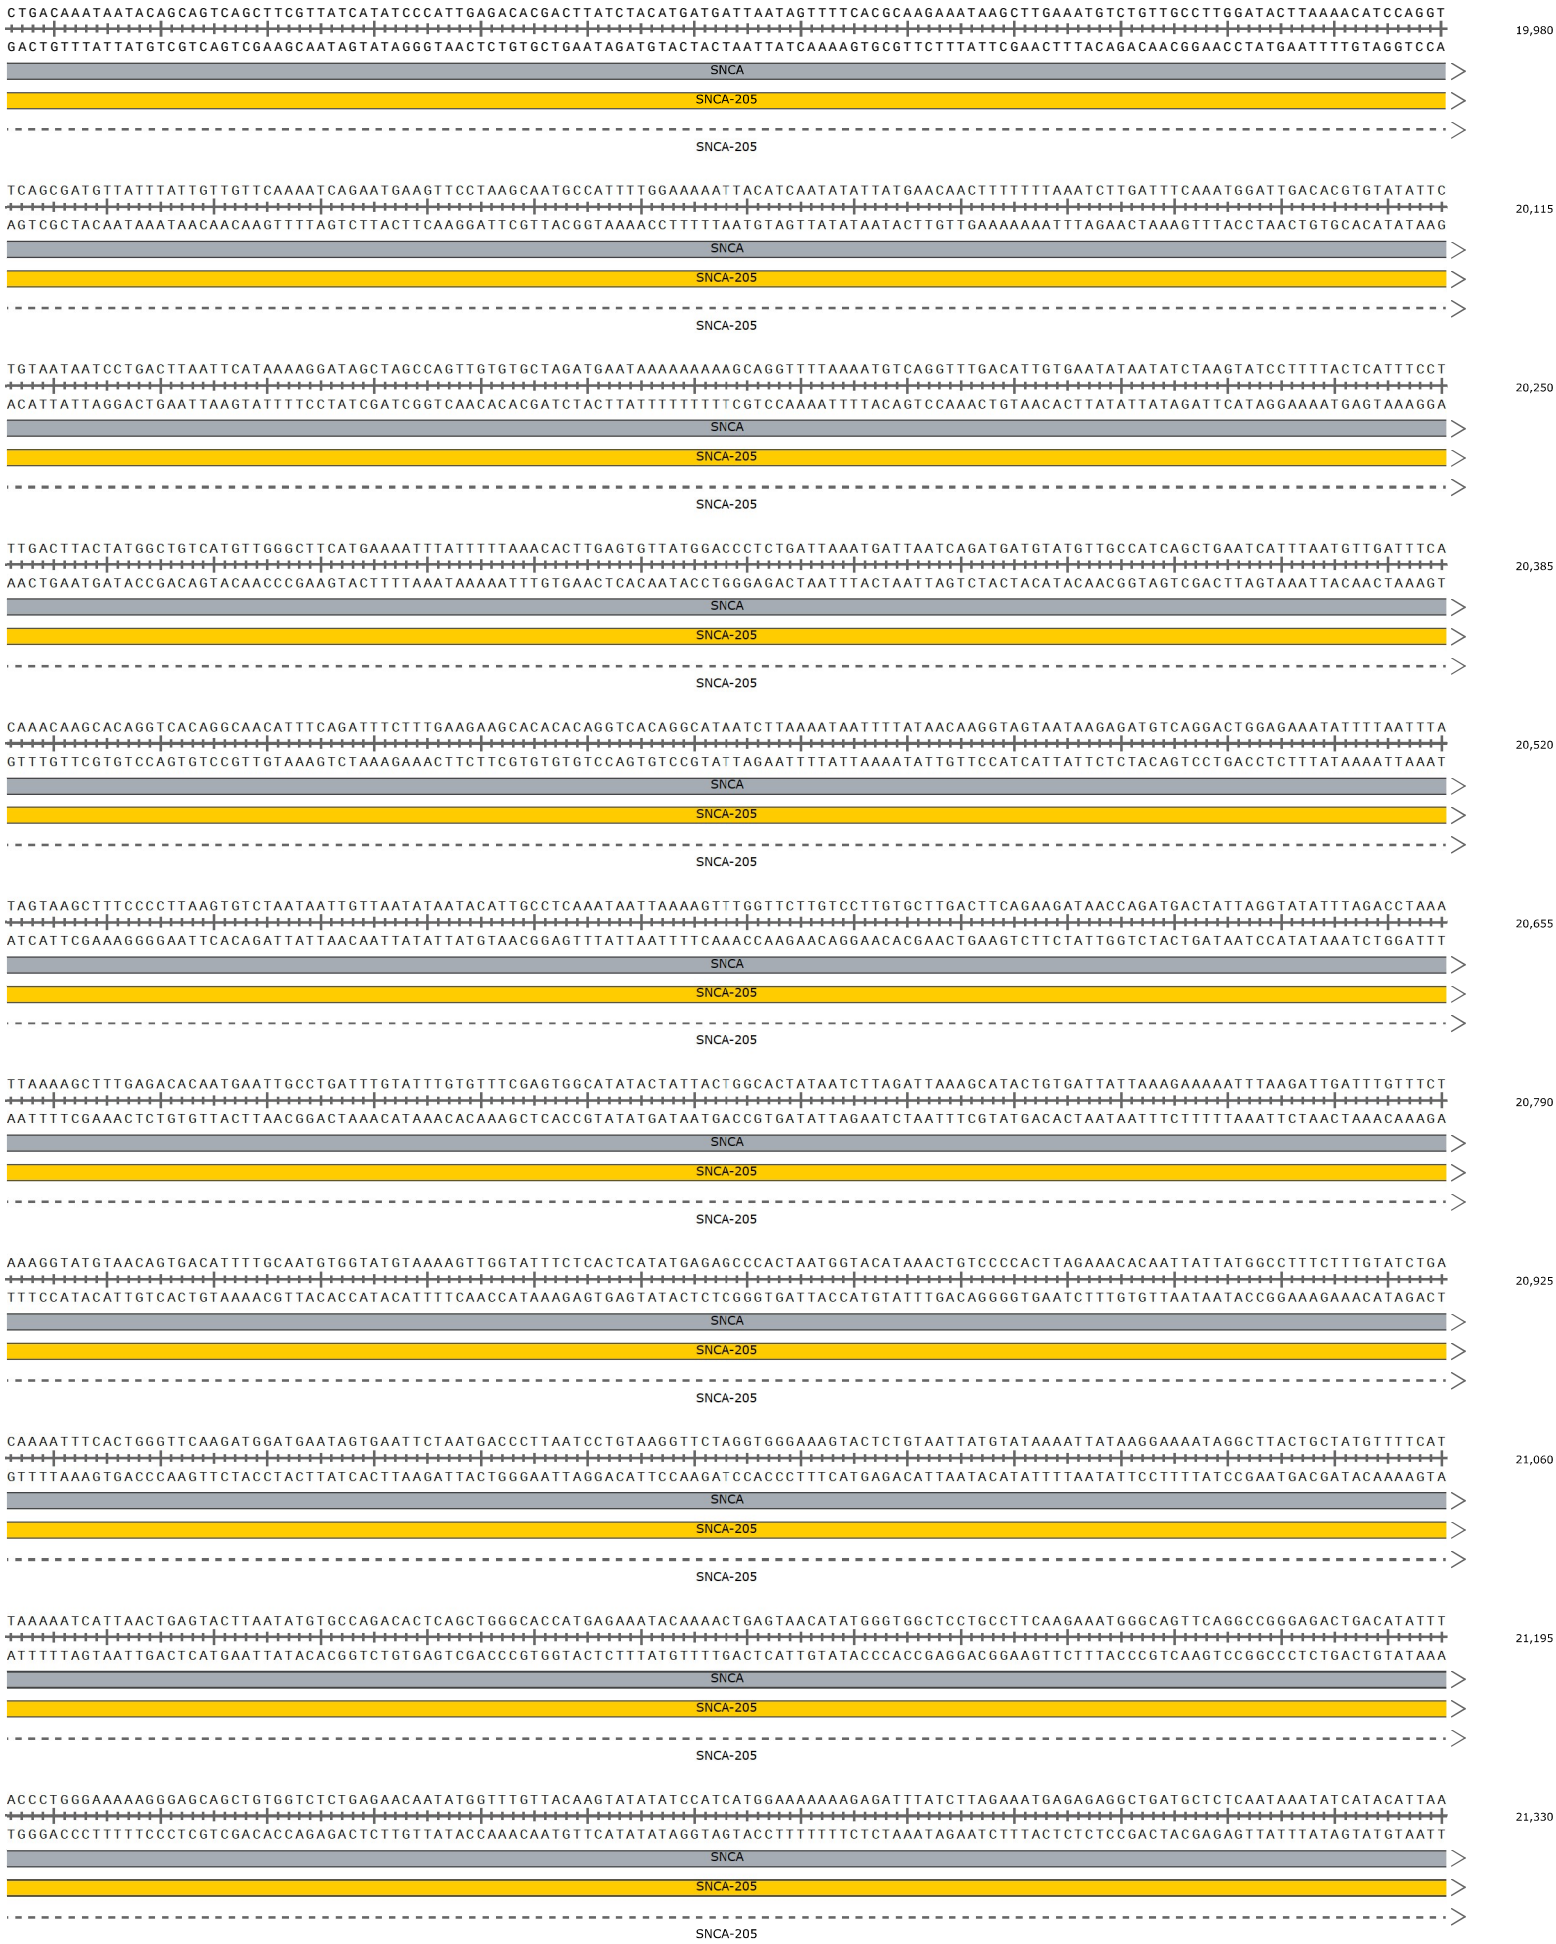 CTGACAAATAATACAGCAGTCAGCTTCGTTATCATATCCCATTGAGACACGACTTATCTACATGATGATTAATAGTTTTCACGCAAGAAATAAGCTTGAAATGTCTGTTGCCTTGGATACTTAAAACATCCAGGT
19,980
GACTGTTTATTATGTCGTCAGTCGAAGCAATAGTATAGGGTAACTCTGTGCTGAATAGATGTACTACTAATTATCAAAAGTGCGTTCTTTATTCGAACTTTACAGACAACGGAACCTATGAATTTTGTAGGTCCA
SNCA
SNCA-205
SNCA-205
TCAGCGATGTTATTTATTGTTGTTCAAAATCAGAATGAAGTTCCTAAGCAATGCCATTTTGGAAAAATTACATCAATATATTATGAACAACTTTTTTTAAATCTTGATTTCAAATGGATTGACACGTGTATATTC
20,115
AGTCGCTACAATAAATAACAACAAGTTTTAGTCTTACTTCAAGGATTCGTTACGGTAAAACCTTTTTAATGTAGTTATATAATACTTGTTGAAAAAAATTTAGAACTAAAGTTTACCTAACTGTGCACATATAAG
SNCA
SNCA-205
SNCA-205
TGTAATAATCCTGACTTAATTCATAAAAGGATAGCTAGCCAGTTGTGTGCTAGATGAATAAAAAAAAAAGCAGGTTTTAAAATGTCAGGTTTGACATTGTGAATATAATATCTAAGTATCCTTTTACTCATTTCCT
20,250
ACATTATTAGGACTGAATTAAGTATTTTCCTATCGATCGGTCAACACACGATCTACTTATTTTTTTTTTCGTCCAAAATTTTACAGTCCAAACTGTAACACTTATATTATAGATTCATAGGAAAATGAGTAAAGGA
SNCA
SNCA-205
SNCA-205
TTGACTTACTATGGCTGTCATGTTGGGCTTCATGAAAATTTATTTTTAAACACTTGAGTGTTATGGACCCTCTGATTAAATGATTAATCAGATGATGTATGTTGCCATCAGCTGAATCATTTAATGTTGATTTCA
20,385
AACTGAATGATACCGACAGTACAACCCGAAGTACTTTTAAATAAAAATTTGTGAACTCACAATACCTGGGAGACTAATTTACTAATTAGTCTACTACATACAACGGTAGTCGACTTAGTAAATTACAACTAAAGT
SNCA
SNCA-205
SNCA-205
CAAACAAGCACAGGTCACAGGCAACATTTCAGATTTCTTTGAAGAAGCACACACAGGTCACAGGCATAATCTTAAAATAATTTTATAACAAGGTAGTAATAAGAGATGTCAGGACTGGAGAAATATTTTAATTTA
20,520
GTTTGTTCGTGTCCAGTGTCCGTTGTAAAGTCTAAAGAAACTTCTTCGTGTGTGTCCAGTGTCCGTATTAGAATTTTATTAAAATATTGTTCCATCATTATTCTCTACAGTCCTGACCTCTTTATAAAATTAAAT
SNCA
SNCA-205
SNCA-205
TAGTAAGCTTTCCCCTTAAGTGTCTAATAATTGTTAATATAATACATTGCCTCAAATAATTAAAAGTTTGGTTCTTGTCCTTGTGCTTGACTTCAGAAGATAACCAGATGACTATTAGGTATATTTAGACCTAAA
20,655
ATCATTCGAAAGGGGAATTCACAGATTATTAACAATTATATTATGTAACGGAGTTTATTAATTTTCAAACCAAGAACAGGAACACGAACTGAAGTCTTCTATTGGTCTACTGATAATCCATATAAATCTGGATTT
SNCA
SNCA-205
SNCA-205
TTAAAAGCTTTGAGACACAATGAATTGCCTGATTTGTATTTGTGTTTCGAGTGGCATATACTATTACTGGCACTATAATCTTAGATTAAAGCATACTGTGATTATTAAAGAAAAATTTAAGATTGATTTGTTTCT
20,790
AATTTTCGAAACTCTGTGTTACTTAACGGACTAAACATAAACACAAAGCTCACCGTATATGATAATGACCGTGATATTAGAATCTAATTTCGTATGACACTAATAATTTCTTTTTAAATTCTAACTAAACAAAGA
SNCA
SNCA-205
SNCA-205
AAAGGTATGTAACAGTGACATTTTGCAATGTGGTATGTAAAAGTTGGTATTTCTCACTCATATGAGAGCCCACTAATGGTACATAAACTGTCCCCACTTAGAAACACAATTATTATGGCCTTTCTTTGTATCTGA
20,925
TTTCCATACATTGTCACTGTAAAACGTTACACCATACATTTTCAACCATAAAGAGTGAGTATACTCTCGGGTGATTACCATGTATTTGACAGGGGTGAATCTTTGTGTTAATAATACCGGAAAGAAACATAGACT
SNCA
SNCA-205
SNCA-205
CAAAATTTCACTGGGTTCAAGATGGATGAATAGTGAATTCTAATGACCCTTAATCCTGTAAGGTTCTAGGTGGGAAAGTACTCTGTAATTATGTATAAAATTATAAGGAAAATAGGCTTACTGCTATGTTTTCAT
21,060
GTTTTAAAGTGACCCAAGTTCTACCTACTTATCACTTAAGATTACTGGGAATTAGGACATTCCAAGATCCACCCTTTCATGAGACATTAATACATATTTTAATATTCCTTTTATCCGAATGACGATACAAAAGTA
SNCA
SNCA-205
SNCA-205
TAAAAATCATTAACTGAGTACTTAATATGTGCCAGACACTCAGCTGGGCACCATGAGAAATACAAAACTGAGTAACATATGGGTGGCTCCTGCCTTCAAGAAATGGGCAGTTCAGGCCGGGAGACTGACATATTT
21,195
ATTTTTAGTAATTGACTCATGAATTATACACGGTCTGTGAGTCGACCCGTGGTACTCTTTATGTTTTGACTCATTGTATACCCACCGAGGACGGAAGTTCTTTACCCGTCAAGTCCGGCCCTCTGACTGTATAAA
SNCA
SNCA-205
SNCA-205
ACCCTGGGAAAAAGGGAGCAGCTGTGGTCTCTGAGAACAATATGGTTTGTTACAAGTATATATCCATCATGGAAAAAAAGAGATTTATCTTAGAAATGAGAGAGGCTGATGCTCTCAATAAATATCATACATTAA
21,330
TGGGACCCTTTTTCCCTCGTCGACACCAGAGACTCTTGTTATACCAAACAATGTTCATATATAGGTAGTACCTTTTTTTCTCTAAATAGAATCTTTACTCTCTCCGACTACGAGAGTTATTTATAGTATGTAATT
SNCA
SNCA-205
SNCA-205